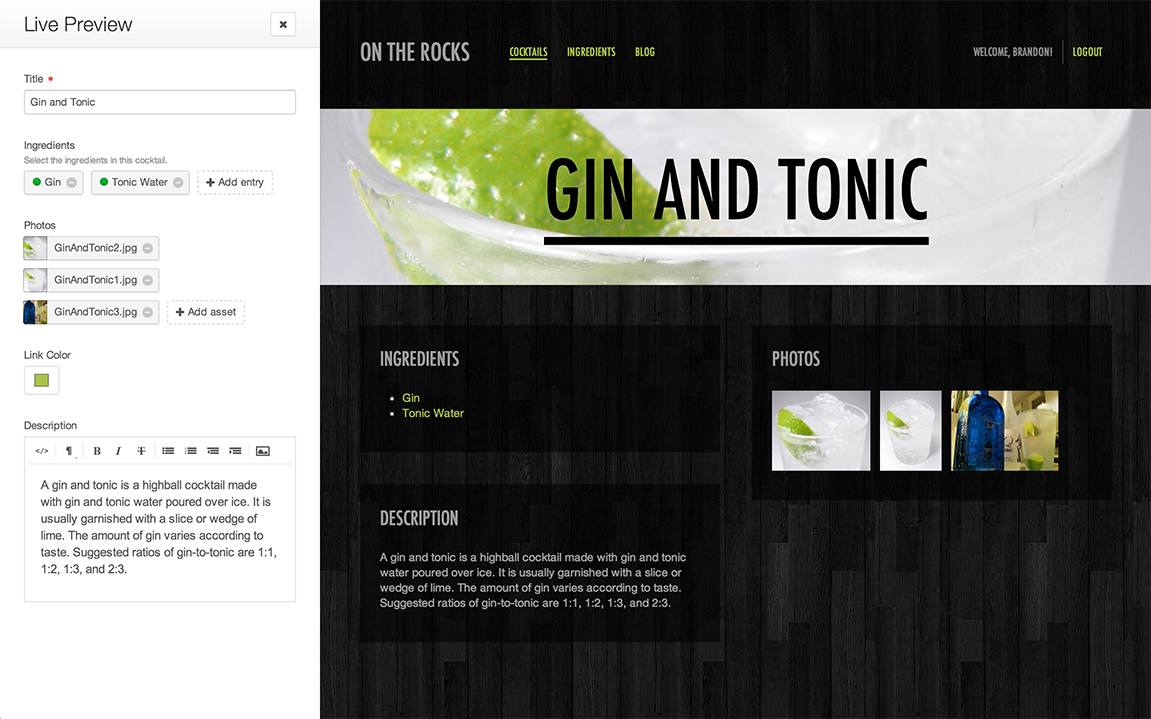 Live Preview
Title *
Gin and Tonic
Ingredients
Select the ingredients in this cocktail.
Gin
Tonic Water
Add entry
Photos
GinAndTonic2.jpg
GinAndTonic1.jpg
GinAndTonic3.jpg
Add asset
Link Color
Description
A gin and tonic is a highball cocktail made
with gin and tonic water poured over ice. It is
usually garnished with a slice or wedge of
lime. The amount of gin varies according to
taste. Suggested ratios of gin-to-tonic are 1:1,
1:2, 1:3, and 2:3.
ON THE ROCKS
COCKTAILS
INGREDIENTS
BLOG
WELCOME, BRANDON!
LOGOUT
GIN AND TONIC
INGREDIENTS
Gin
Tonic Water
DESCRIPTION
A gin and tonic is a highball cocktail made with gin and tonic
water poured over ice. It is usually garnished with a slice or
wedge of lime. The amount of gin varies according to taste.
Suggested ratios of gin-to-tonic are 1:1, 1:2, 1:3, and 2:3.
PHOTOS